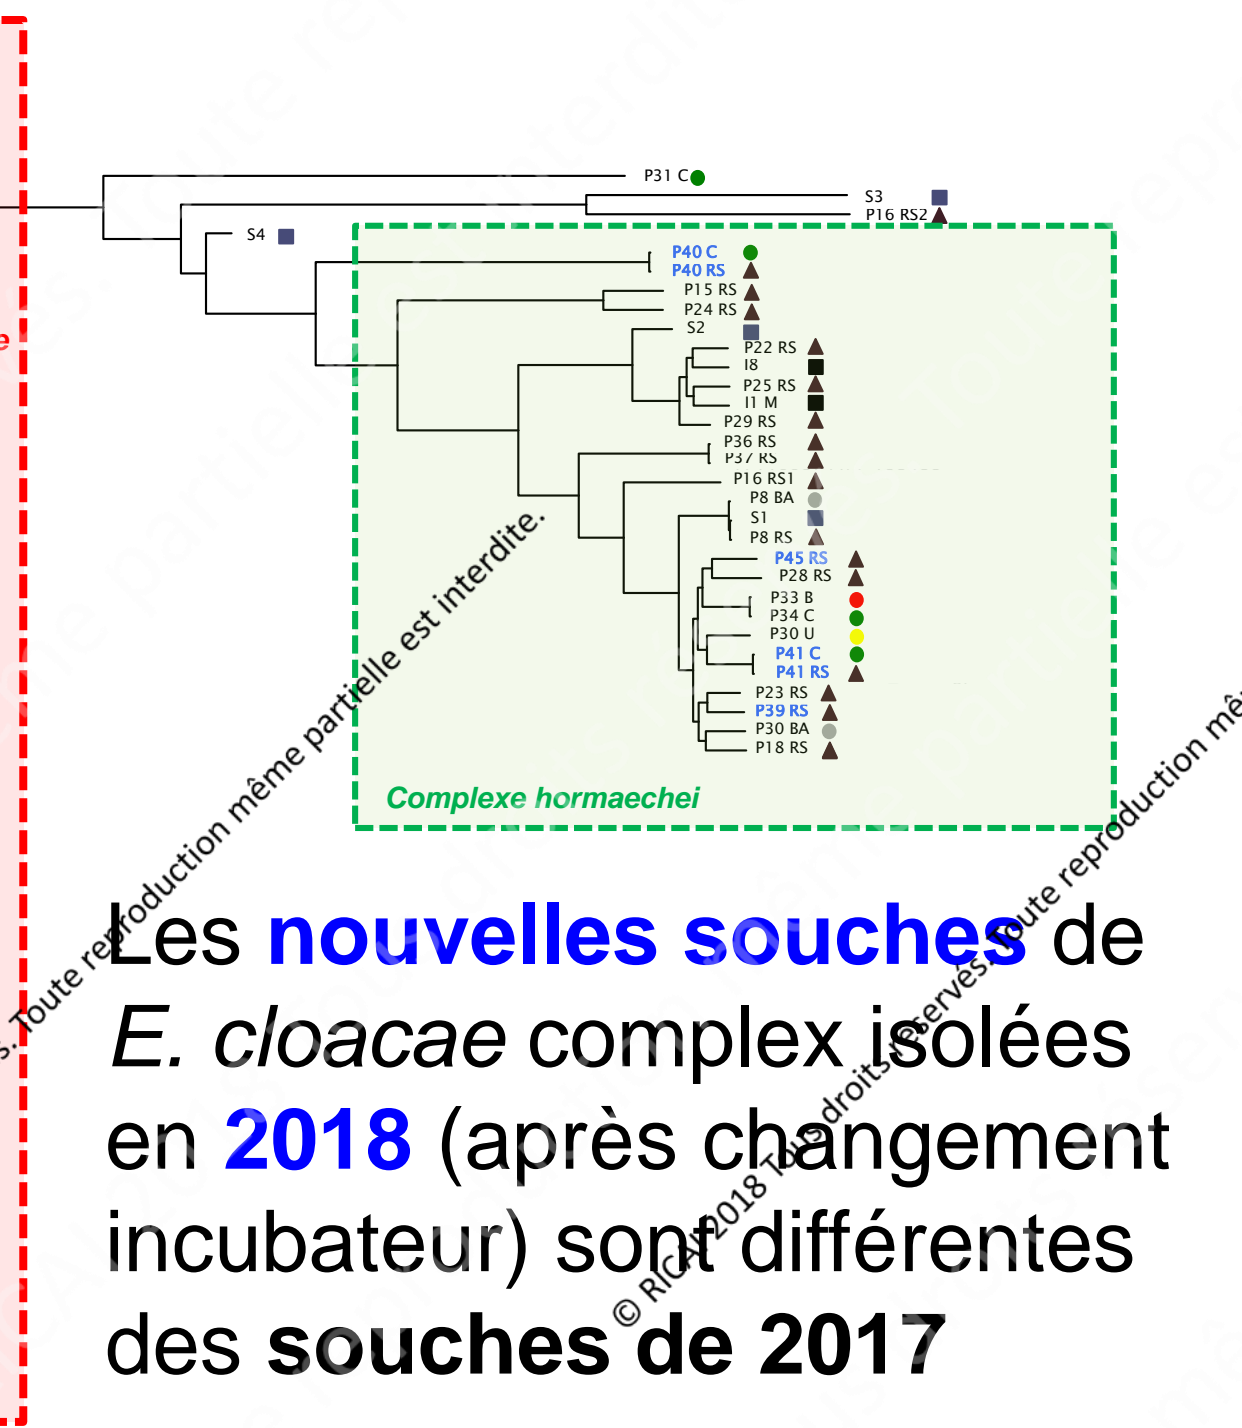 P31 C
S3
P16 RS2
S4
P40 C
P40 RS
P15 RS
P24 RS
S2
e
P22 RS
I8
P25 RS
I1 M
P29 RS
P36 RS
P37 RS
P16 RS1
P8 BA
S1
P8 RS
P45 RS
P28 RS
P33 B
P34 C
P30 U
P41 C
P41 RS
P23 RS
P39 RS
P30 BA
P18 RS
Complexe hormaechei
Les nouvelles souches de
E. cloacae complex isolées
en 2018 (après changement
incubateur) sont différentes
des souches de 2017
s. Toute reproduction même partielle est interdite.
© RICAI 2018 Tous droits réservés. Toute reproduction mê